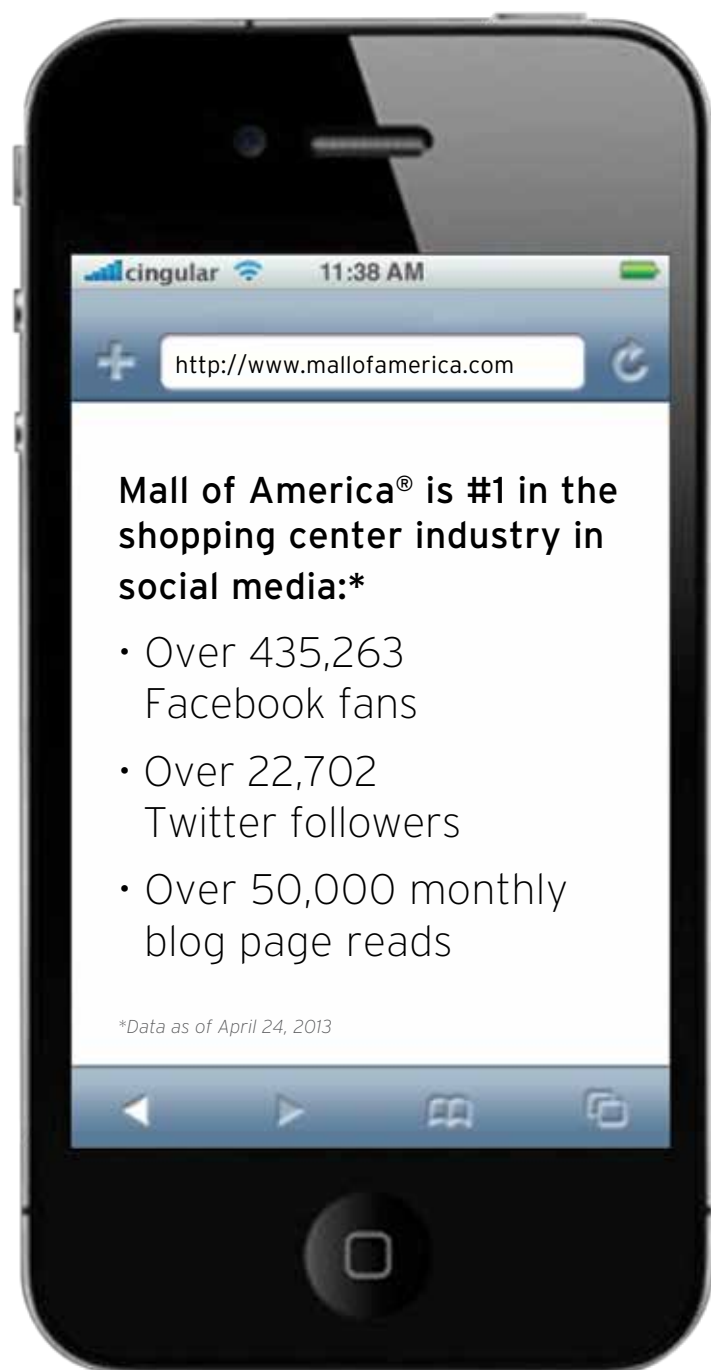 cingular 11:38 AM
http://www.mallofamerica.com
Mall of America® is #1 in the
shopping center industry in
social media:*
• Over 435,263
Facebook fans
• Over 22,702
Twitter followers
• Over 50,000 monthly
blog page reads
*Data as of April 24, 2013